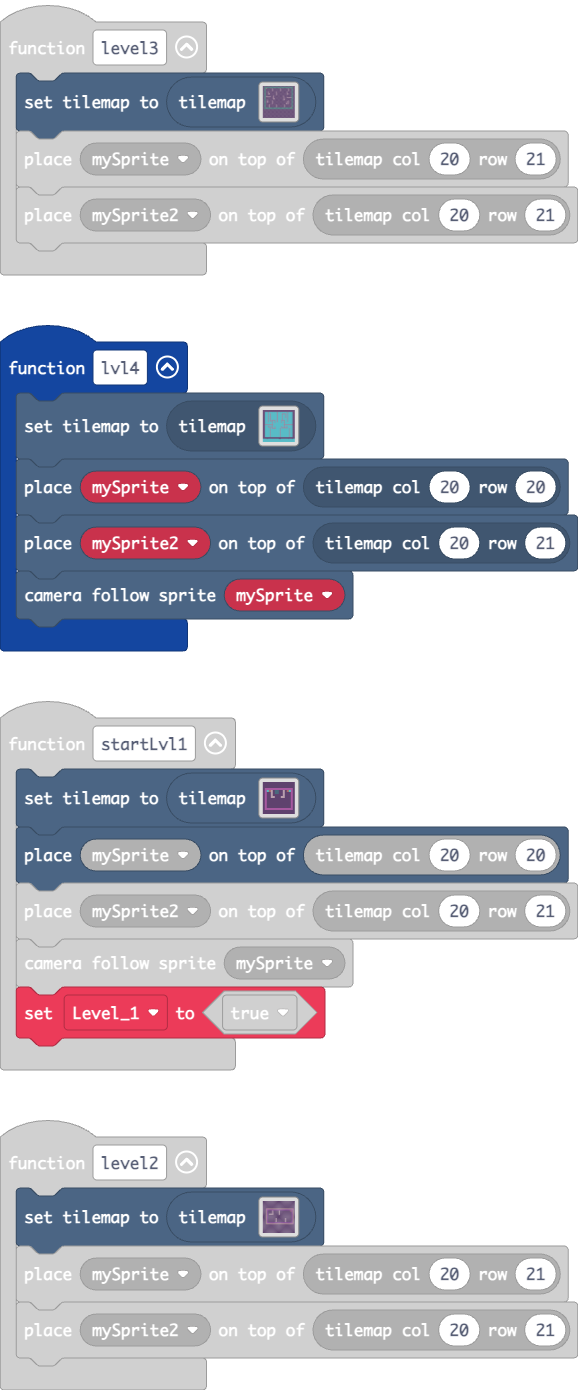 function level3
set tilemap to tilemap
place mySprite on top of tilemap col 20 row 21
place mySprite2 on top of tilemap col 20 row 21
function lvl4
set tilemap to tilemap
place mySprite on top of tilemap col 20 row 20
place mySprite2 on top of tilemap col 20 row 21
camera follow sprite mySprite
function startLvl1
set tilemap to tilemap
place mySprite on top of tilemap col 20 row 20
place mySprite2 on top of tilemap col 20 row 21
camera follow sprite mySprite
set Level_1 to true
function level2
set tilemap to tilemap
place mySprite on top of tilemap col 20 row 21
place mySprite2 on top of tilemap col 20 row 21